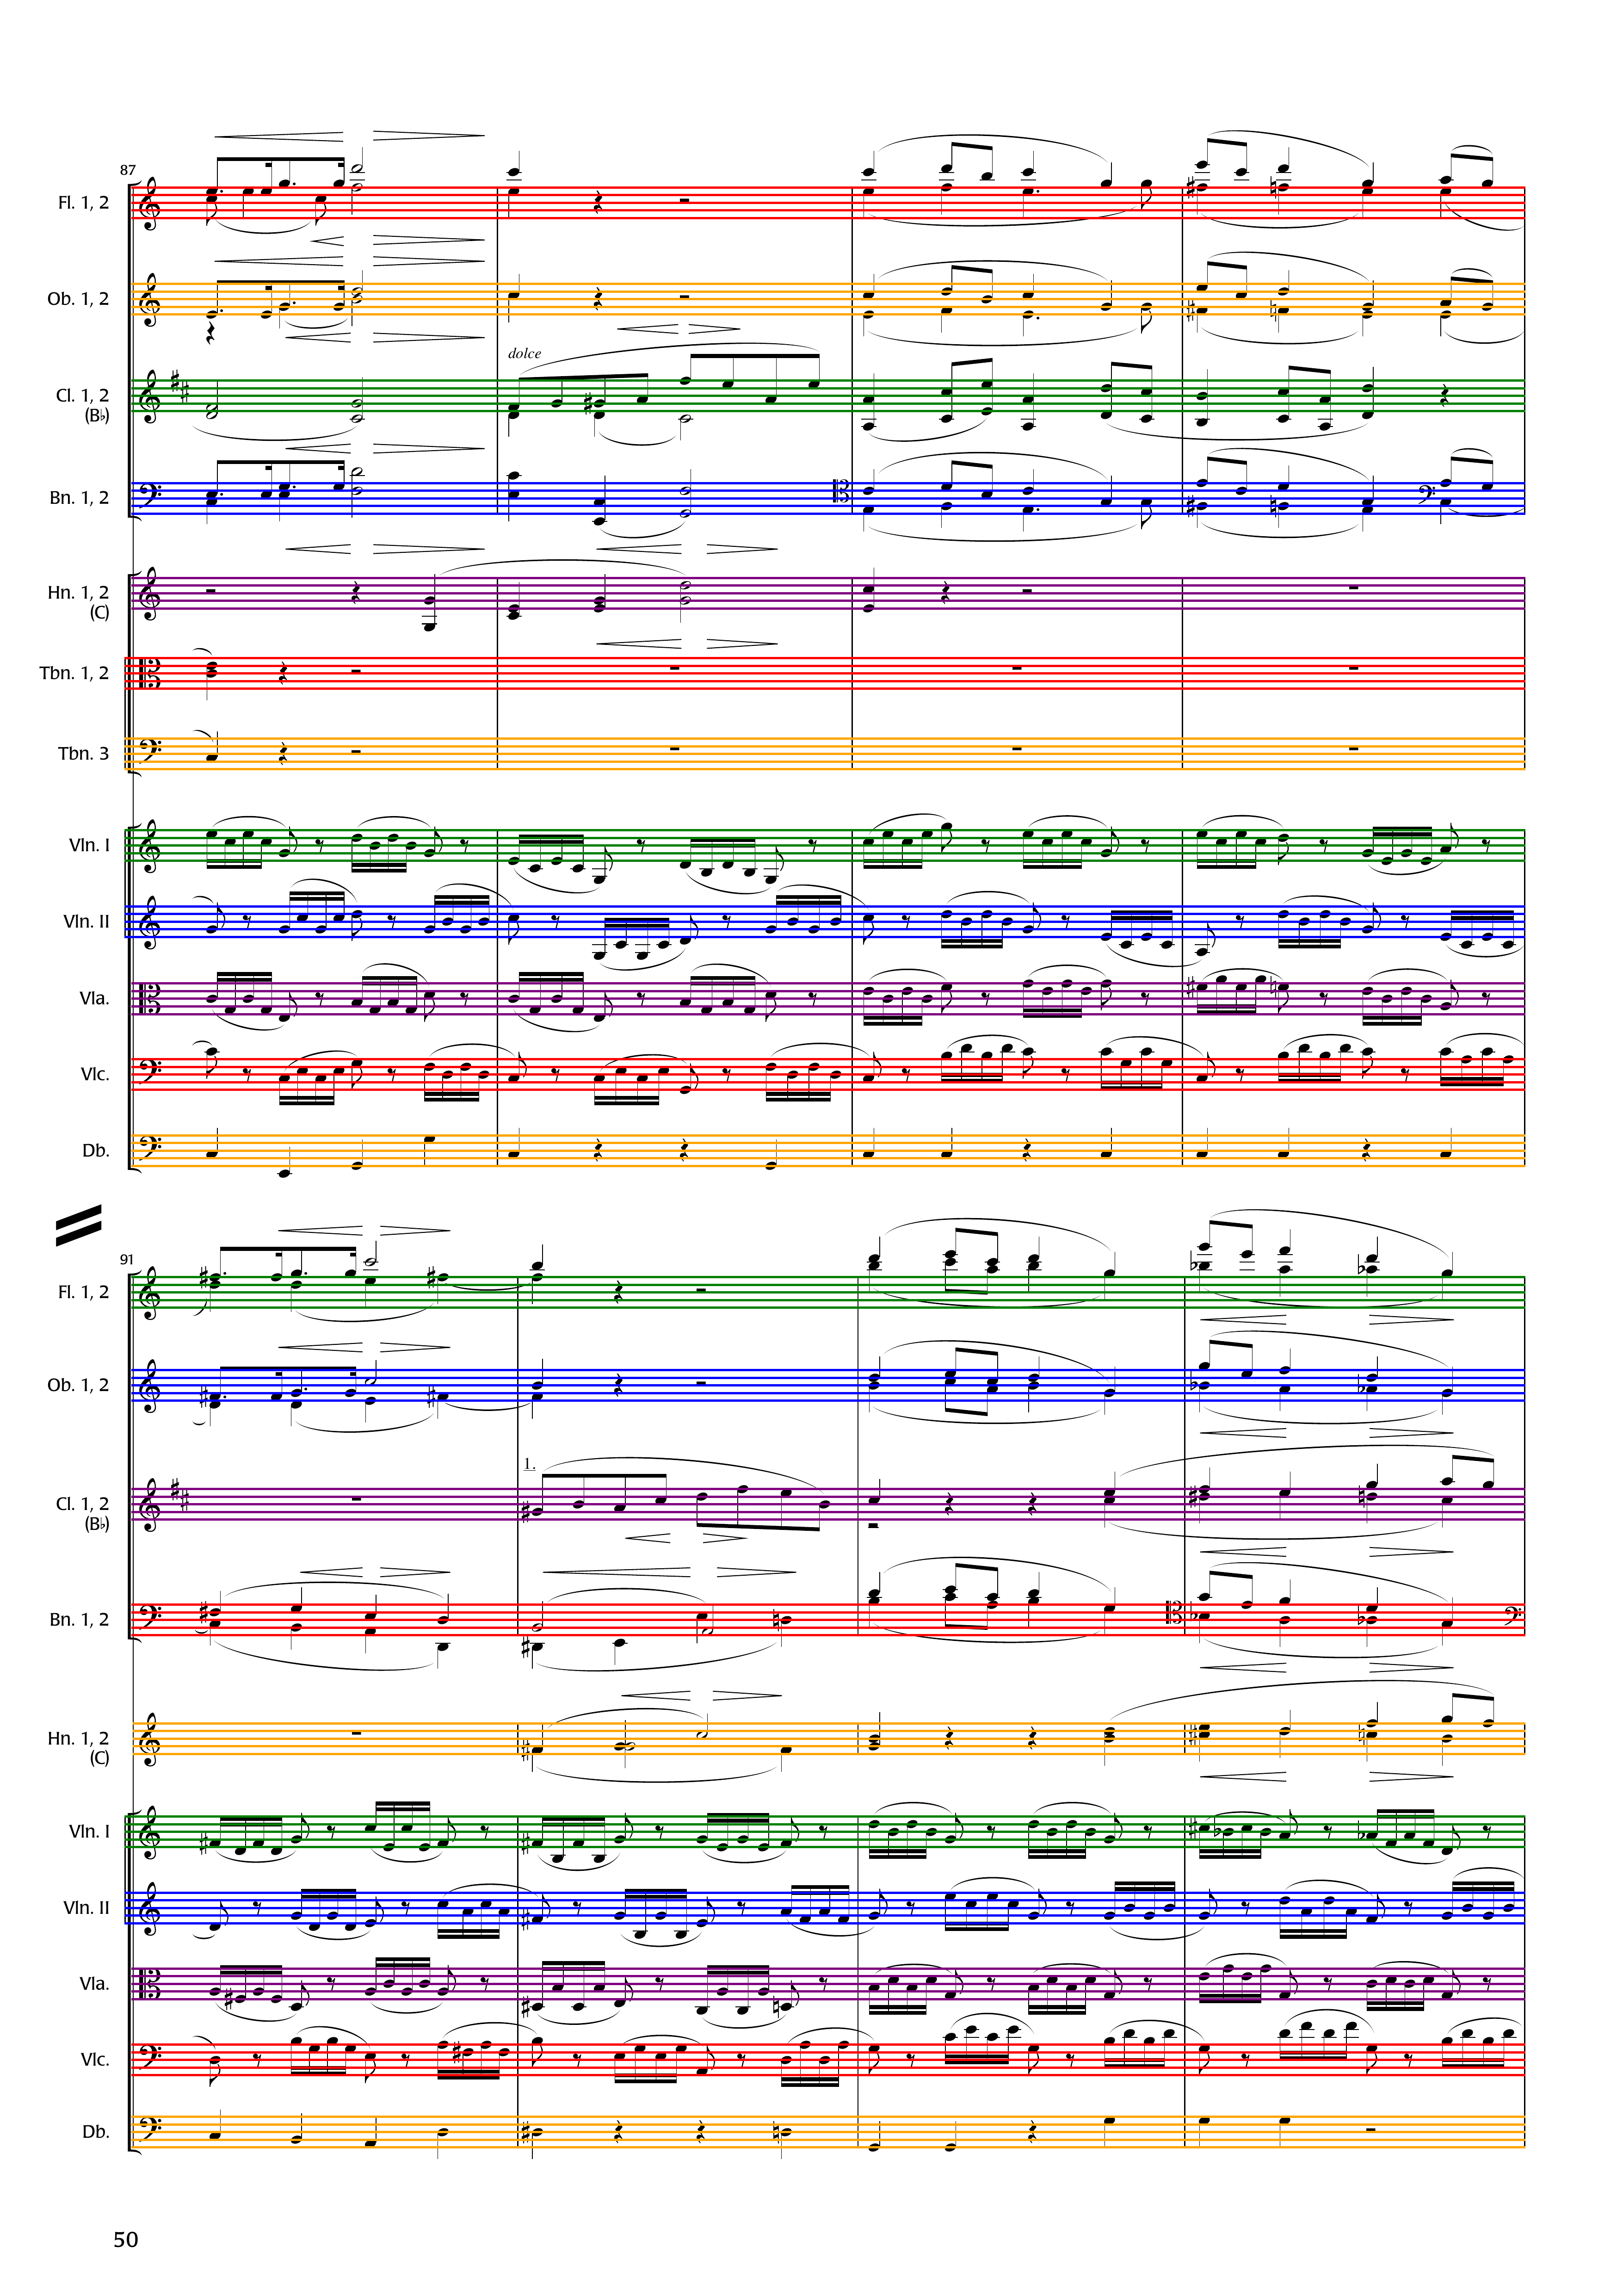 87
Fl. 1, 2
Ob. 1, 2
dolce
Cl. 1, 2
(B♭)
Bn. 1, 2
Hn. 1, 2
(C)
Tbn. 1, 2
Tbn. 3
Vln. I
Vln. II
Vla.
Vlc.
Db.
91
Fl. 1, 2
Ob. 1, 2
1.
Cl. 1, 2
(B♭)
Bn. 1, 2
Hn. 1, 2
(C)
Vln. I
Vln. II
Vla.
Vlc.
Db.
50